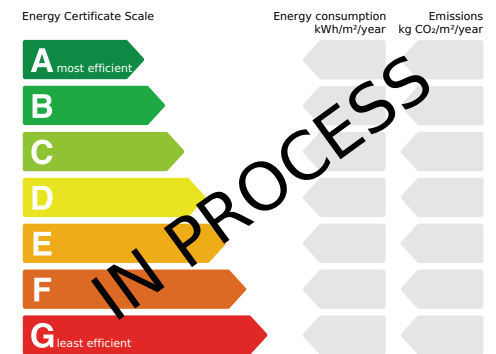 Energy Certificate Scale
Energy consumption
kWh/m²/year
Emissions
kg CO₂/m²/year
A most efficient
B
C
D
E
F
G least efficient
IN PROCESS